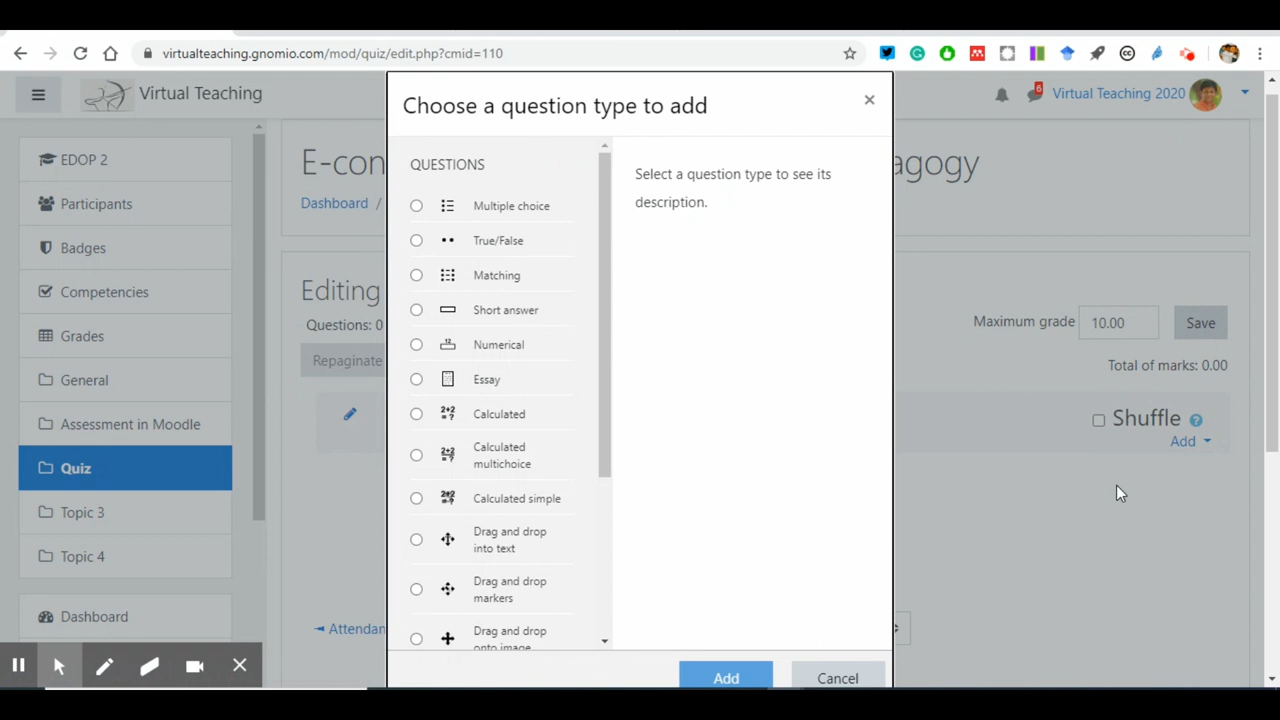 virtualteaching.gnomio.com/mod/quiz/edit.php?cmid=110
Virtual Teaching
6
Virtual Teaching 2020
EDOP 2
Participants
Badges
Competencies
Grades
General
Assessment in Moodle
Quiz
Topic 3
Topic 4
Dashboard
E-con
agogy
Dashboard /
Editing
Questions: 0
Repaginate
Maximum grade 10.00 Save
Total of marks: 0.00
Shuffle
Add
Attendan
Choose a question type to add
QUESTIONS
Multiple choice
True/False
Matching
Short answer
Numerical
Essay
Calculated
Calculated
multichoice
Calculated simple
Drag and drop
into text
Drag and drop
markers
Drag and drop
onto image
Select a question type to see its
description.
Add
Cancel